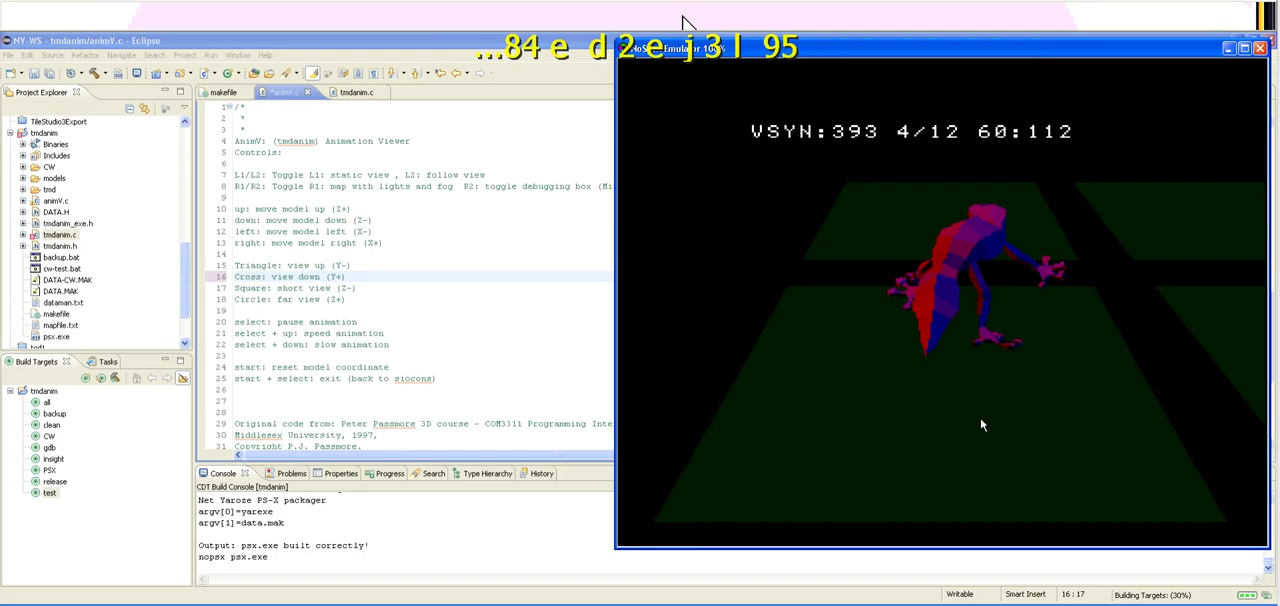 NY-WS - tmdanim/animV.c - Eclipse
File Edit Source Refactor Navigate Search Project Run Window Help
...84 e d 2 e j 3 l 95
Project Explorer
TileStudio3Export
tmdanim
Binaries
Includes
CW
models
res
tmd
animV.c
DATA.H
tmdanim_exe.h
tmdanim.c
tmdanim.h
backup.bat
cw-test.bat
DATA-CW.MAK
DATA.MAK
dataman.txt
makefile
mapfile.txt
psx.exe
Build Targets Tasks
tmdanim
all
backup
clean
CW
gdb
insight
PSX
release
test
makefile *animV.c tmdanim.c
1 /*
2 *
3 *
4 AnimV: (tmdanim) Animation Viewer
5 Controls:
6
7 L1/L2: Toggle L1: static view , L2: follow view
8 R1/R2: Toggle R1: map with lights and fog R2: toggle debugging box (Mi
9
10 up: move model up (Z+)
11 down: move model down (Z-)
12 left: move model left (X-)
13 right: move model right (X+)
14
15 Triangle: view up (Y-)
16 Cross: view down (Y+)
17 Square: short view (Z-)
18 Circle: far view (Z+)
19
20 select: pause animation
21 select + up: speed animation
22 select + down: slow animation
23
24 start: reset model coordinate
25 start + select: exit (back to siocons)
26
27
28
29 Original code from: Peter Passmore 3D course - COM3311 Programming Inte
30 Middlesex University, 1997,
31 Copyright P.J. Passmore.
Console Problems Properties Progress Search Type Hierarchy History
CDT Build Console [tmdanim]
Net Yaroze PS-X packager
argv[0]=yarexe
argv[1]=data.mak
Output: psx.exe built correctly!
nopsx psx.exe
VSYN:393 4/12 60:112
Writable Smart Insert 16 : 17 Building Targets: (30%)